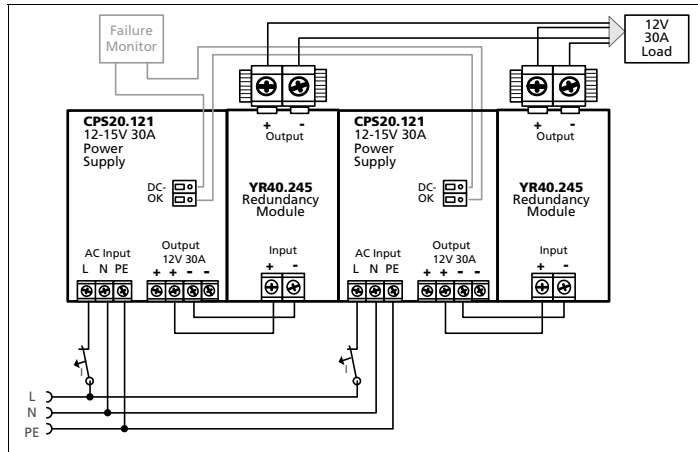 Failure
Monitor
12V
30A
Load
CPS20.121
12-15V 30A
Power
Supply
DC-
OK
AC Input
L N PE
Output
12V 30A
+ + - -
+ -
Output
YR40.245
Redundancy
Module
Input
+ -
CPS20.121
12-15V 30A
Power
Supply
DC-
OK
AC Input
L N PE
Output
12V 30A
+ + - -
+ -
Output
YR40.245
Redundancy
Module
Input
+ -
I
I
L
N
PE